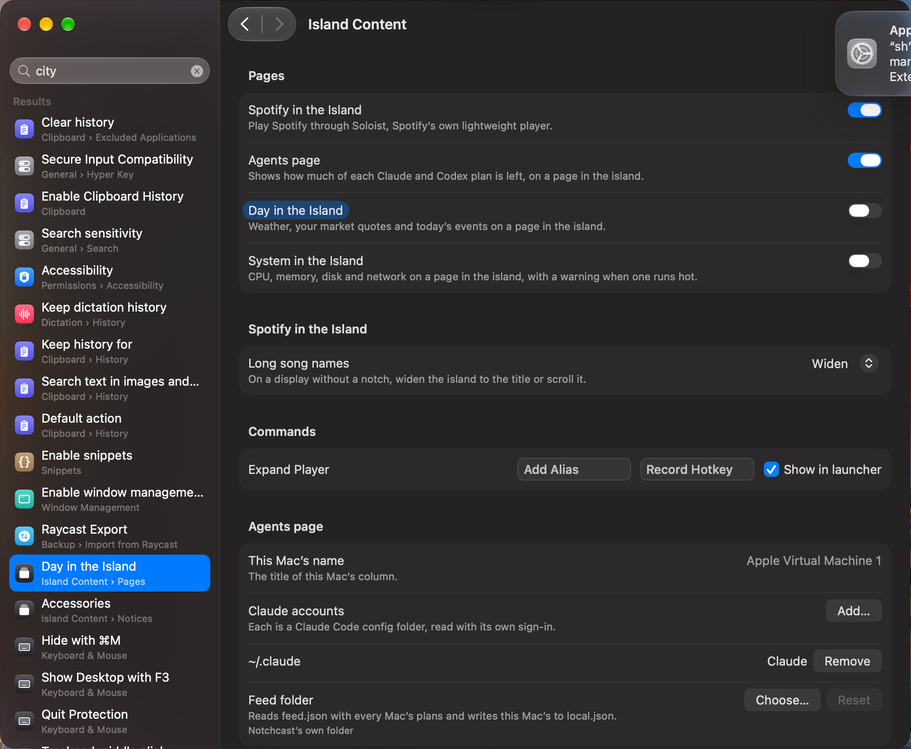 Island Content
App
"sh"
Exte
city
Results
Clear history
Clipboard › Excluded Applications
Secure Input Compatibility
General › Hyper Key
Enable Clipboard History
Clipboard
Search sensitivity
General › Search
Accessibility
Permissions › Accessibility
Keep dictation history
Dictation › History
Keep history for
Clipboard › History
Search text in images and...
Clipboard › History
Default action
Clipboard › History
Enable snippets
Snippets
Enable window manageme...
Window Management
Raycast Export
Backup › Import from Raycast
Day in the Island
Island Content › Pages
Accessories
Island Content › Notices
Hide with ⌘M
Keyboard & Mouse
Show Desktop with F3
Keyboard & Mouse
Quit Protection
Keyboard & Mouse
Pages
Spotify in the Island
Play Spotify through Soloist, Spotify's own lightweight player.
Agents page
Shows how much of each Claude and Codex plan is left, on a page in the island.
Day in the Island
Weather, your market quotes and today's events on a page in the island.
System in the Island
CPU, memory, disk and network on a page in the island, with a warning when one runs hot.
Spotify in the Island
Long song names
Widen
On a display without a notch, widen the island to the title or scroll it.
Commands
Expand Player Add Alias Record Hotkey Show in launcher
Agents page
This Mac's name
Apple Virtual Machine 1
The title of this Mac's column.
Claude accounts
Add...
Each is a Claude Code config folder, read with its own sign-in.
~/.claude Claude Remove
Feed folder
Choose... Reset
Reads feed.json with every Mac's plans and writes this Mac's to local.json.
Notchcast's own folder